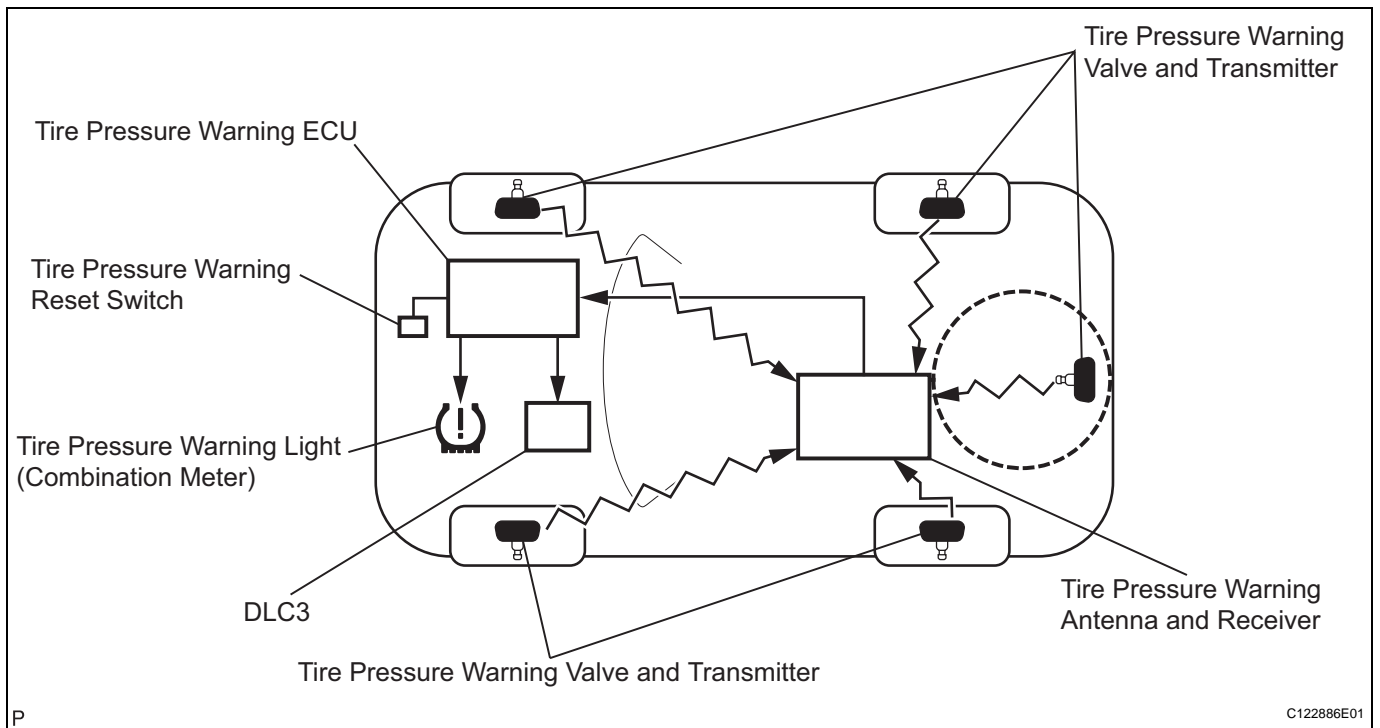 Tire Pressure Warning
Valve and Transmitter
Tire Pressure Warning ECU
Tire Pressure Warning
Reset Switch
Tire Pressure Warning Light
(Combination Meter)
DLC3
Tire Pressure Warning
Antenna and Receiver
Tire Pressure Warning Valve and Transmitter
P
C122886E01